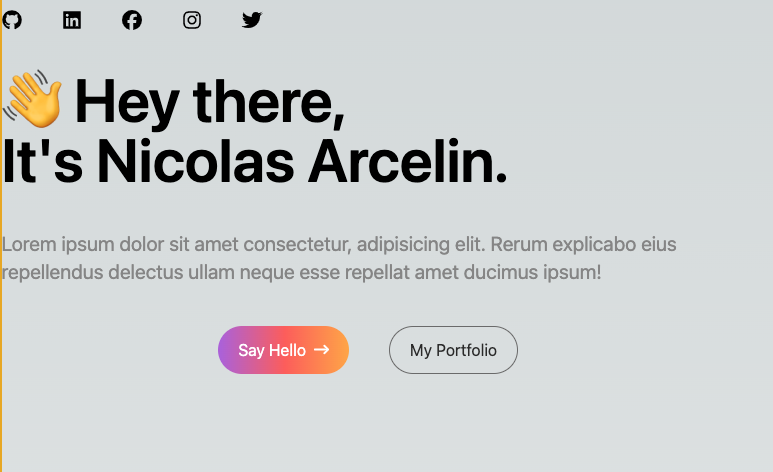 👋 Hey there,
It's Nicolas Arcelin.
Lorem ipsum dolor sit amet consectetur, adipisicing elit. Rerum explicabo eius
repellendus delectus ullam neque esse repellat amet ducimus ipsum!
Say Hello →
My Portfolio